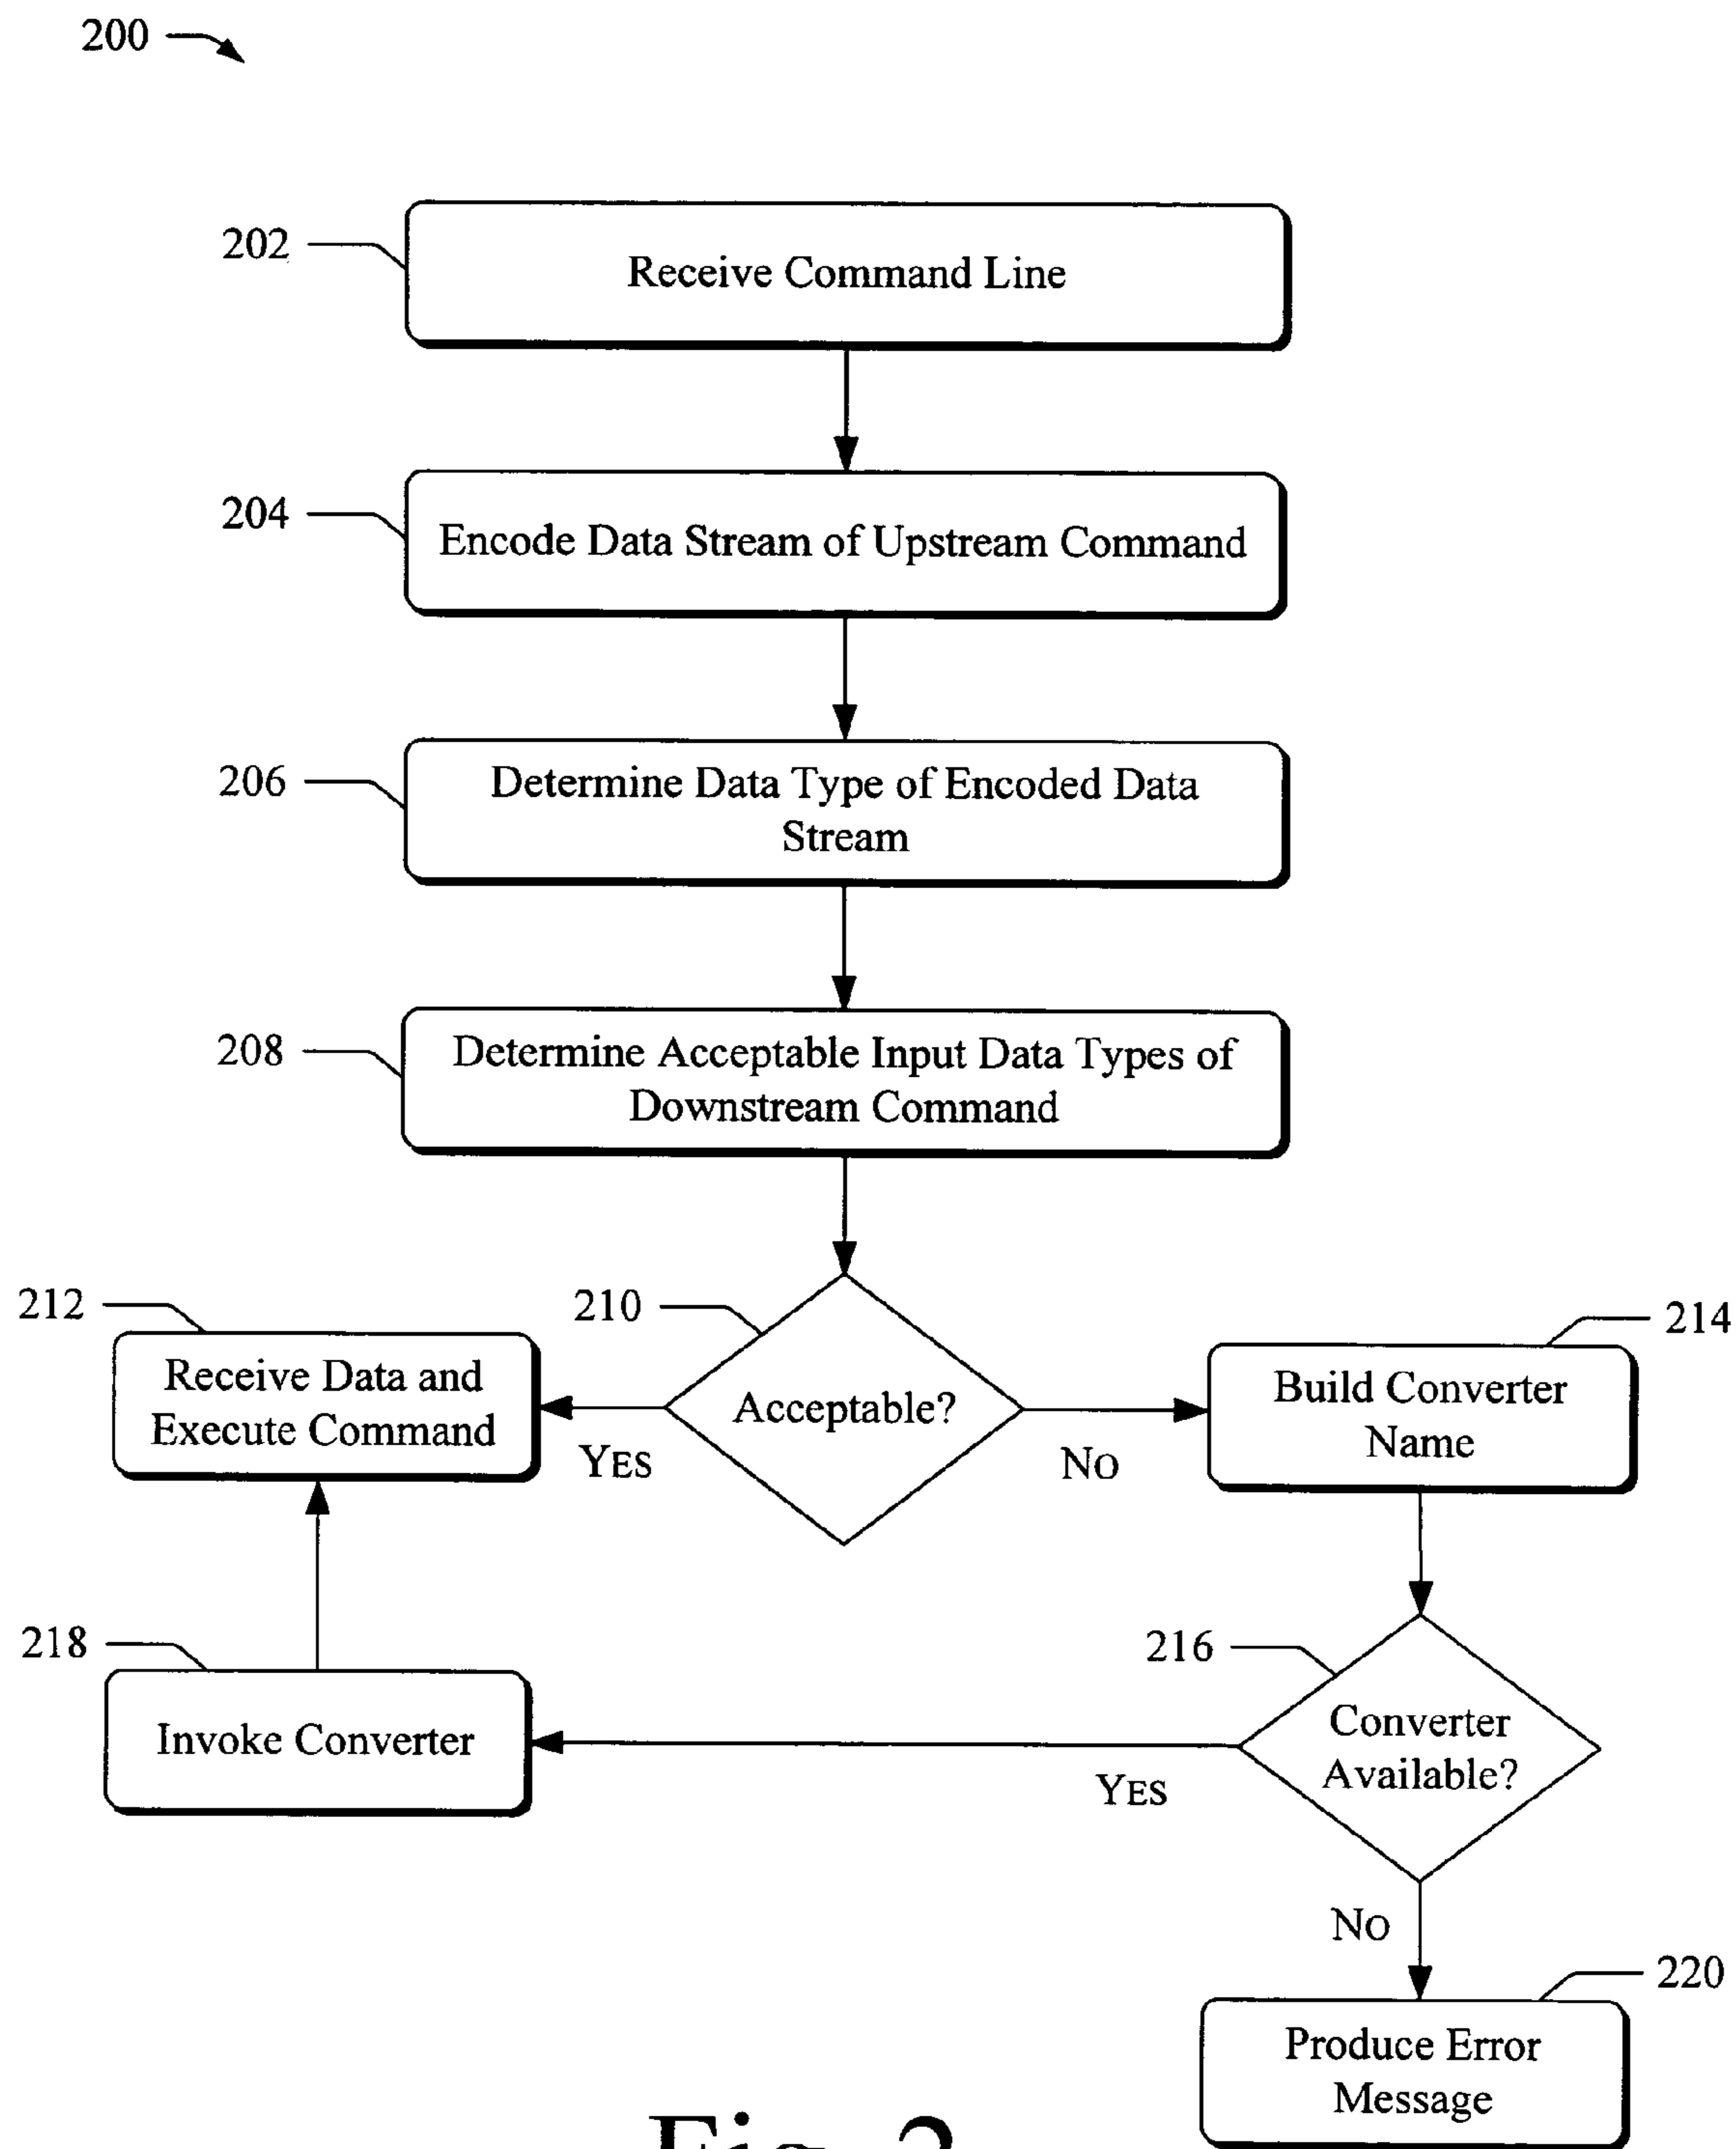 200
202
Receive Command Line
204
Encode Data Stream of Upstream Command
206
Determine Data Type of Encoded Data
Stream
208
Determine Acceptable Input Data Types of
Downstream Command
212
Receive Data and
Execute Command
210
Acceptable?
YES
NO
214
Build Converter
Name
218
Invoke Converter
216
Converter
Available?
YES
NO
220
Produce Error
Message
Fig. 2